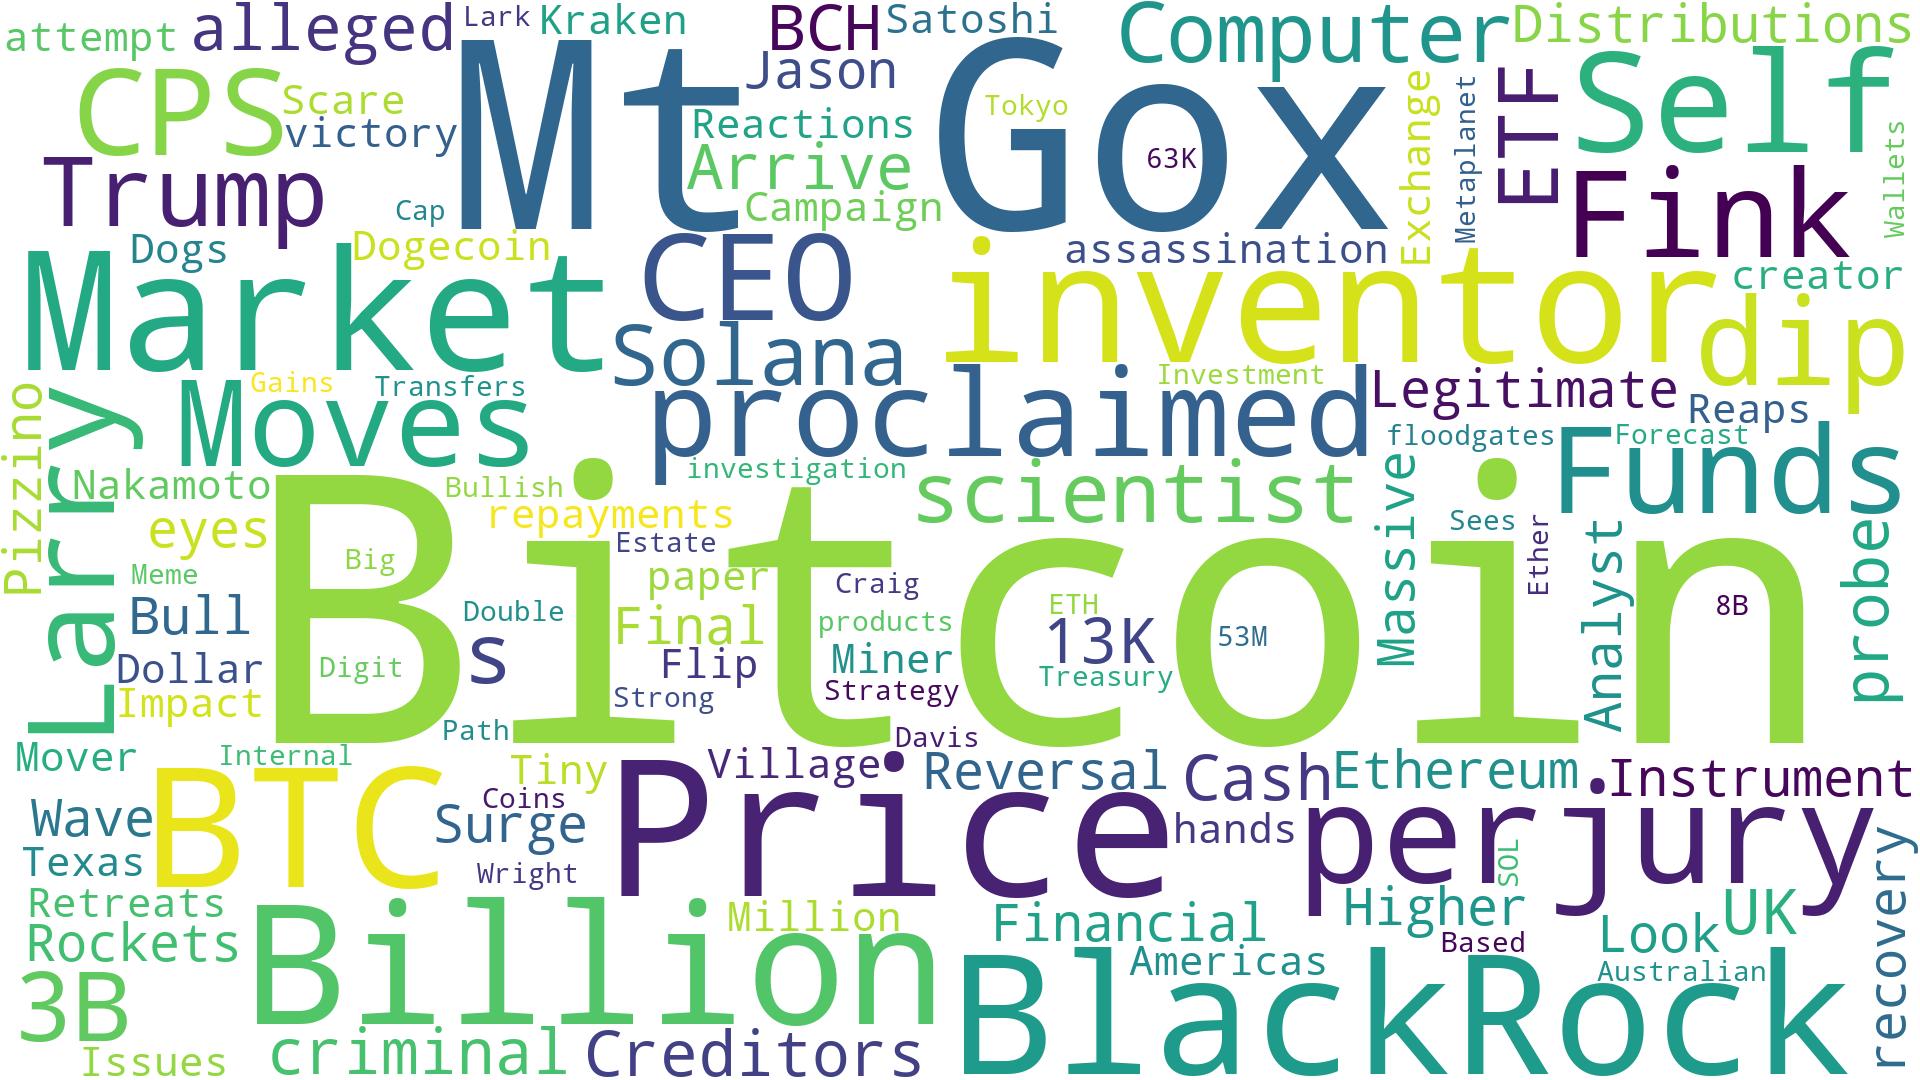 attempt
alleged
Lark
Kraken
BCH
Satoshi
Computer
Distributions
CPS
Scare
victory
Mt Gox
Jason
Reactions
Tokyo
63K
Exchange
Metaplanet
ETF
Self
Trump
Cap
Arrive
Campaign
Fink
Wallets
Dogs
Dogecoin
CEO
assassination
inventor
creator
Market
Solana
dip
Larry
Pizzino
Moves
Gains
Transfers
proclaimed
Investment
Legitimate
Reaps
floodgates
Forecast
Funds
Nakamoto
Bullish
investigation
scientist
Massive
eyes
repayments
Estate
Sees
Ether
Analyst
probe
Bitcoin
Big
Meme
paper
Craig
ETH
8B
Bull
Double
Final
products
13K
53M
s
Dollar
Digit
Flip
Miner
Treasury
Impact
Strong
Strategy
Path
Davis
Mover
Internal
Tiny
Village
Reversal
Cash
Ethereum
Instrument
Wave
BTC
Coins
Surge
Price
hands
perjury
Texas
Wright
SOL
recovery
Retreats
Billion
Million
Financial
Higher
UK
Rockets
Based
Look
Americas
Australian
3B
BlackRock
Issues
criminal
Creditors